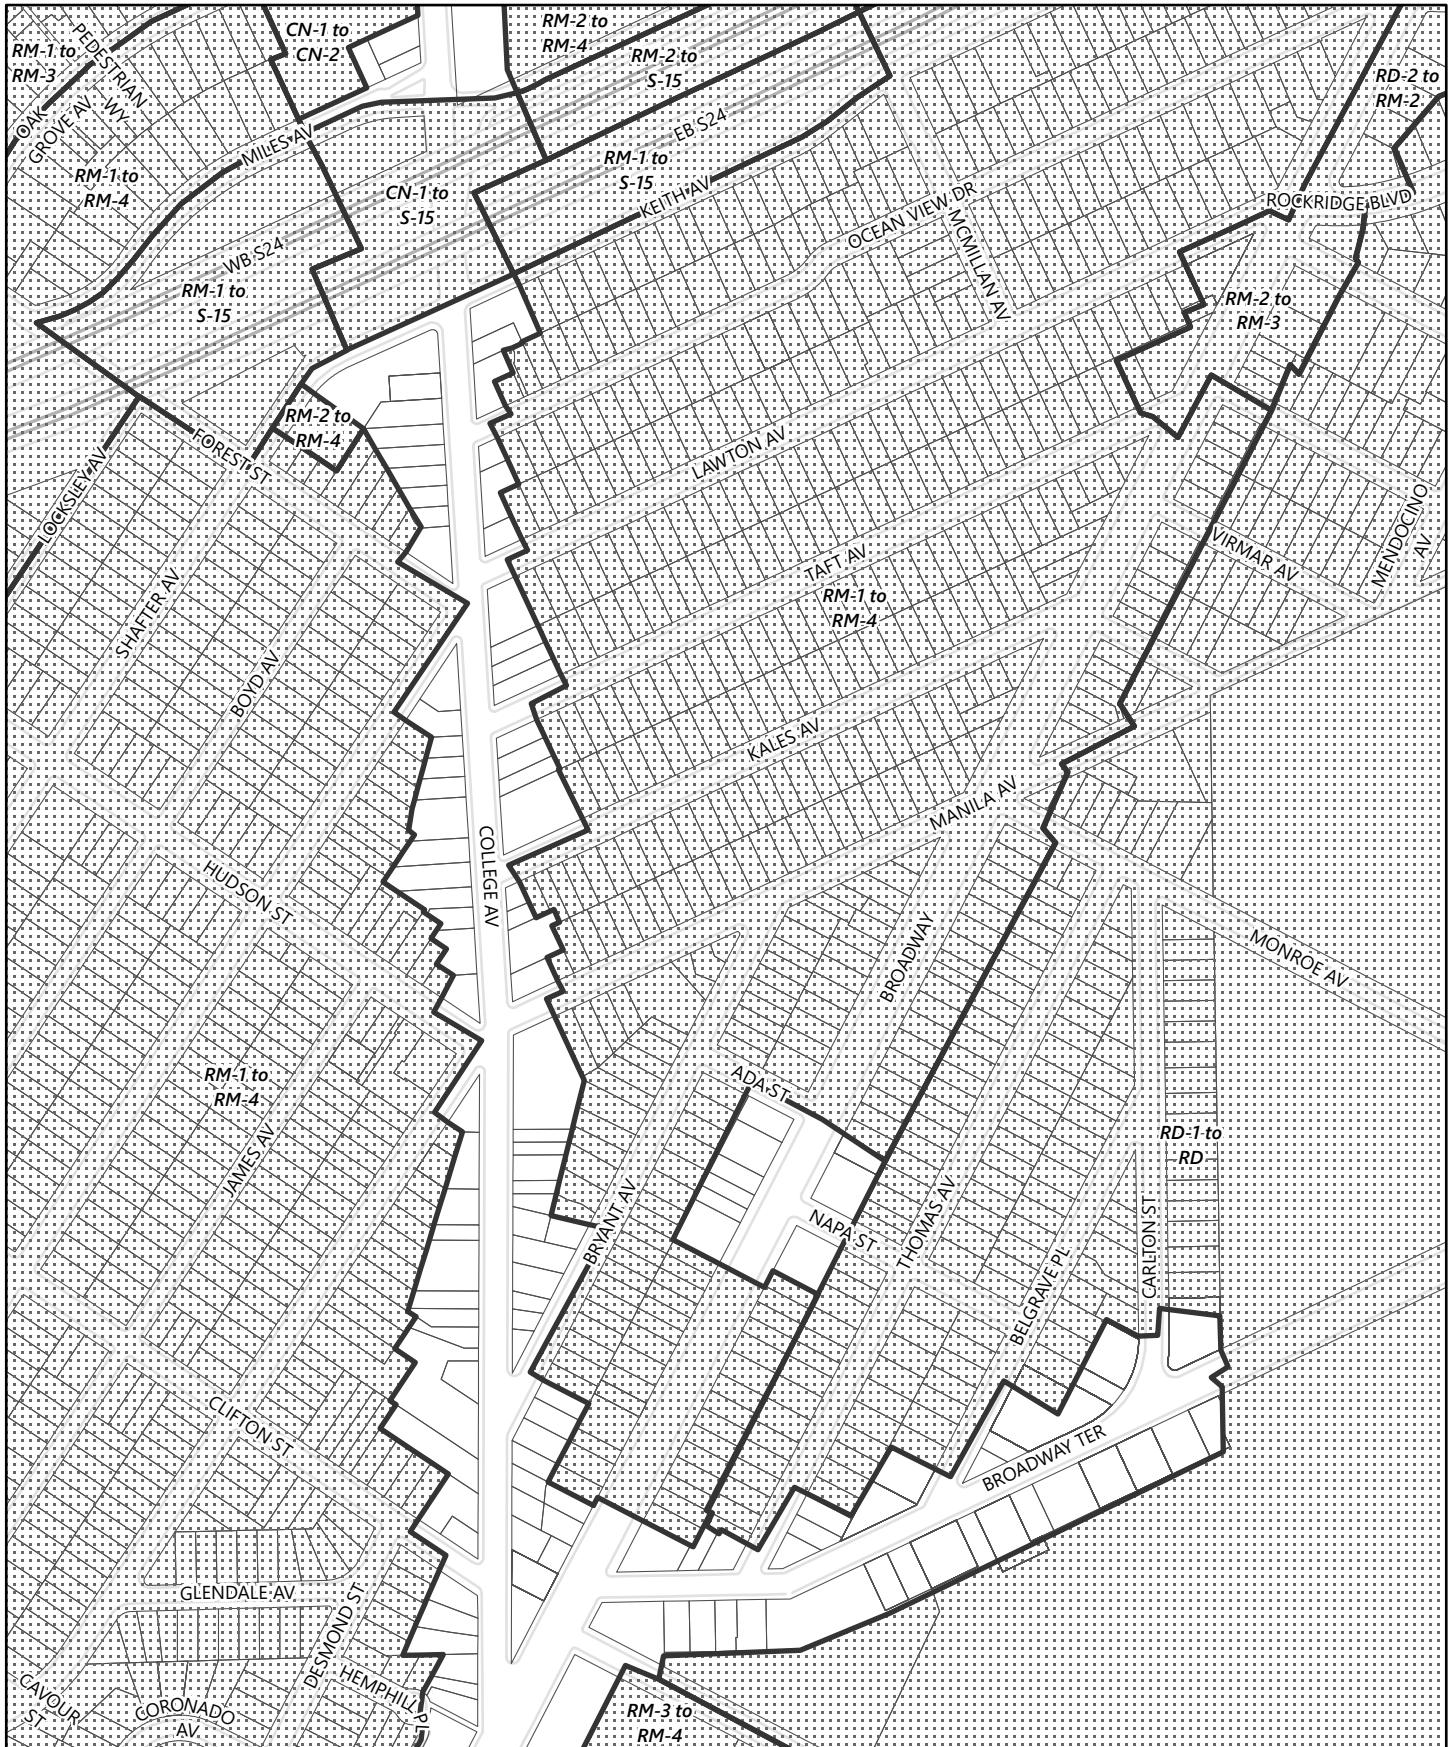 CN-1 to
CN-2
RM-2 to
RM-4
RM-1 to
RM-3
PEDESTRIAN
WY
RM-2 to
S-15
RD-2 to
RM-2
OAK
GROVE AV
MILES AV
EB S24
RM-1 to
RM-4
RM-1 to
S-15
CN-1 to
S-15
KEITH AV
ROCKRIDGE BLVD
OCEAN VIEW DR
MCMILLAN AV
WB S24
RM-1 to
S-15
RM-2 to
RM-3
RM-2 to
RM-4
FOREST ST
LAWTON AV
LOCKSLEY AV
MENDOCINO
AV
VIRMAR AV
TAFT AV
SHAFTER AV
RM-1 to
RM-4
BOYD AV
KALES AV
MANILA AV
COLLEGE AV
HUDSON ST
BROADWAY
MONROE AV
RM-1 to
RM-4
ADA ST
JAMES AV
RD-1 to
RD
BRYANT AV
NAPA ST
THOMAS AV
CARLTON ST
BELGRAVE PL
CLIFTON ST
BROADWAY TER
GLENDALE AV
DESMOND ST
HEMPHILL PL
CAVOUR
ST
CORONADO
AV
RM-3 to
RM-4